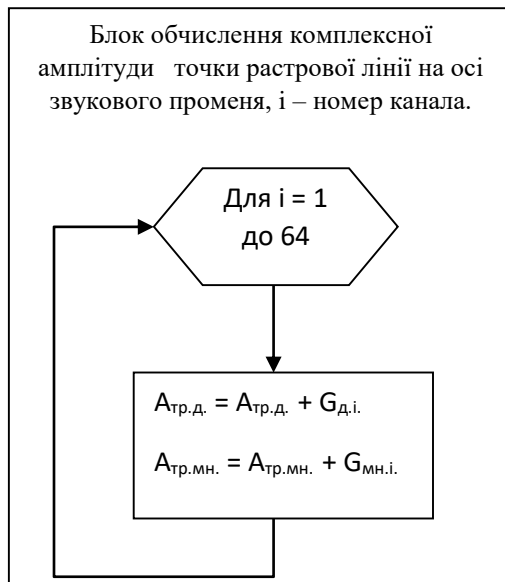 Блок обчислення комплексної
амплітуди точки растрової лінії на осі
звукового променя, і – номер канала.
Для i = 1
до 64
Aтр.д. = Aтр.д. + Gд.i.
Aтр.мн. = Aтр.мн. + Gмн.i.